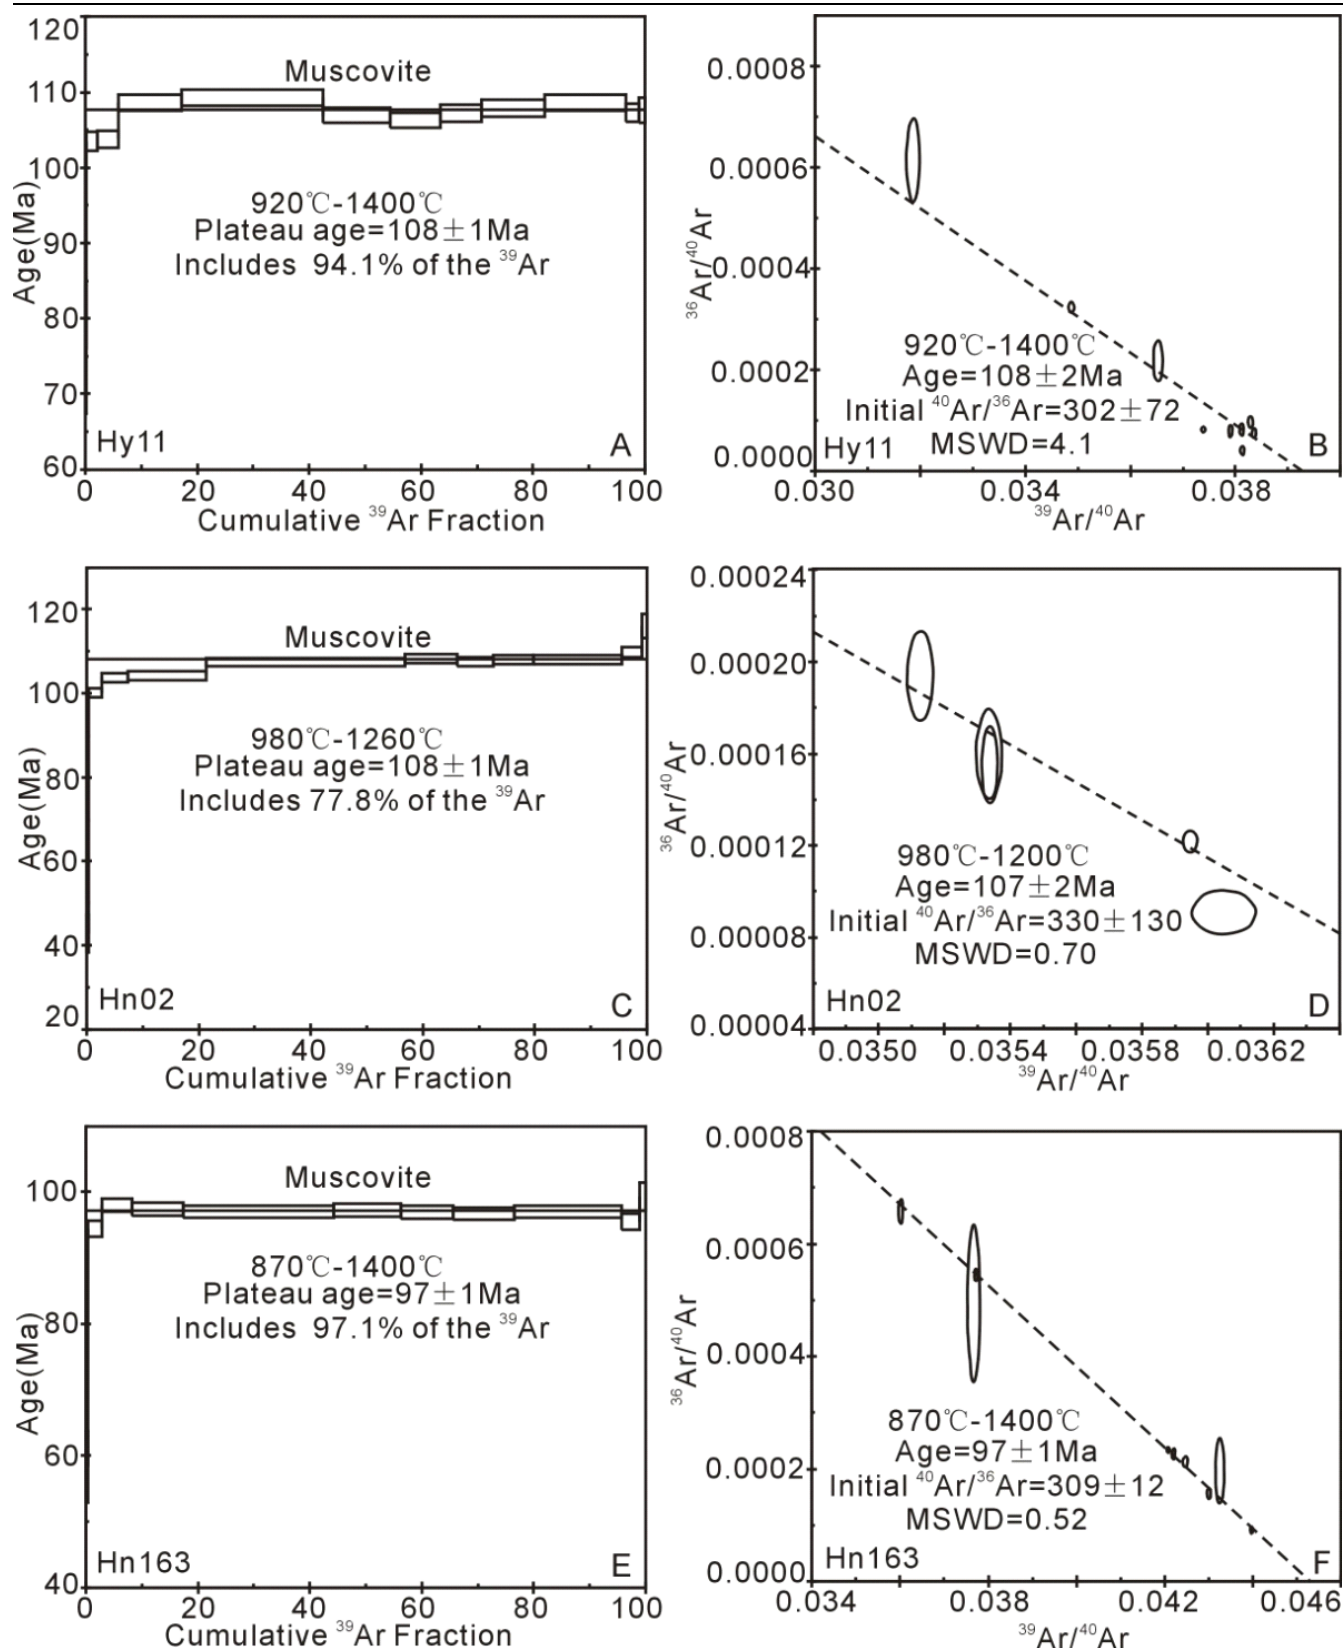 120
110
100
90
80
70
60
Age(Ma)
Muscovite
920℃-1400℃
Plateau age=108±1Ma
Includes 94.1% of the ³⁹Ar
Hy11
A
0 20 40 60 80 100
Cumulative ³⁹Ar Fraction
0.0008
0.0006
0.0004
0.0002
0.0000
³⁶Ar/⁴⁰Ar
920℃-1400℃
Age=108±2Ma
Initial ⁴⁰Ar/³⁶Ar=302±72
MSWD=4.1
Hy11
B
0.030 0.034 0.038
³⁹Ar/⁴⁰Ar
120
100
80
60
40
20
Age(Ma)
Muscovite
980℃-1260℃
Plateau age=108±1Ma
Includes 77.8% of the ³⁹Ar
Hn02
C
0 20 40 60 80 100
Cumulative ³⁹Ar Fraction
0.00024
0.00020
0.00016
0.00012
0.00008
0.00004
³⁶Ar/⁴⁰Ar
980℃-1200℃
Age=107±2Ma
Initial ⁴⁰Ar/³⁶Ar=330±130
MSWD=0.70
Hn02
D
0.0350 0.0354 0.0358 0.0362
³⁹Ar/⁴⁰Ar
100
80
60
40
Age(Ma)
Muscovite
870℃-1400℃
Plateau age=97±1Ma
Includes 97.1% of the ³⁹Ar
Hn163
E
0 20 40 60 80 100
Cumulative ³⁹Ar Fraction
0.0008
0.0006
0.0004
0.0002
0.0000
³⁶Ar/⁴⁰Ar
870℃-1400℃
Age=97±1Ma
Initial ⁴⁰Ar/³⁶Ar=309±12
MSWD=0.52
Hn163
F
0.034 0.038 0.042 0.046
³⁹Ar/⁴⁰Ar